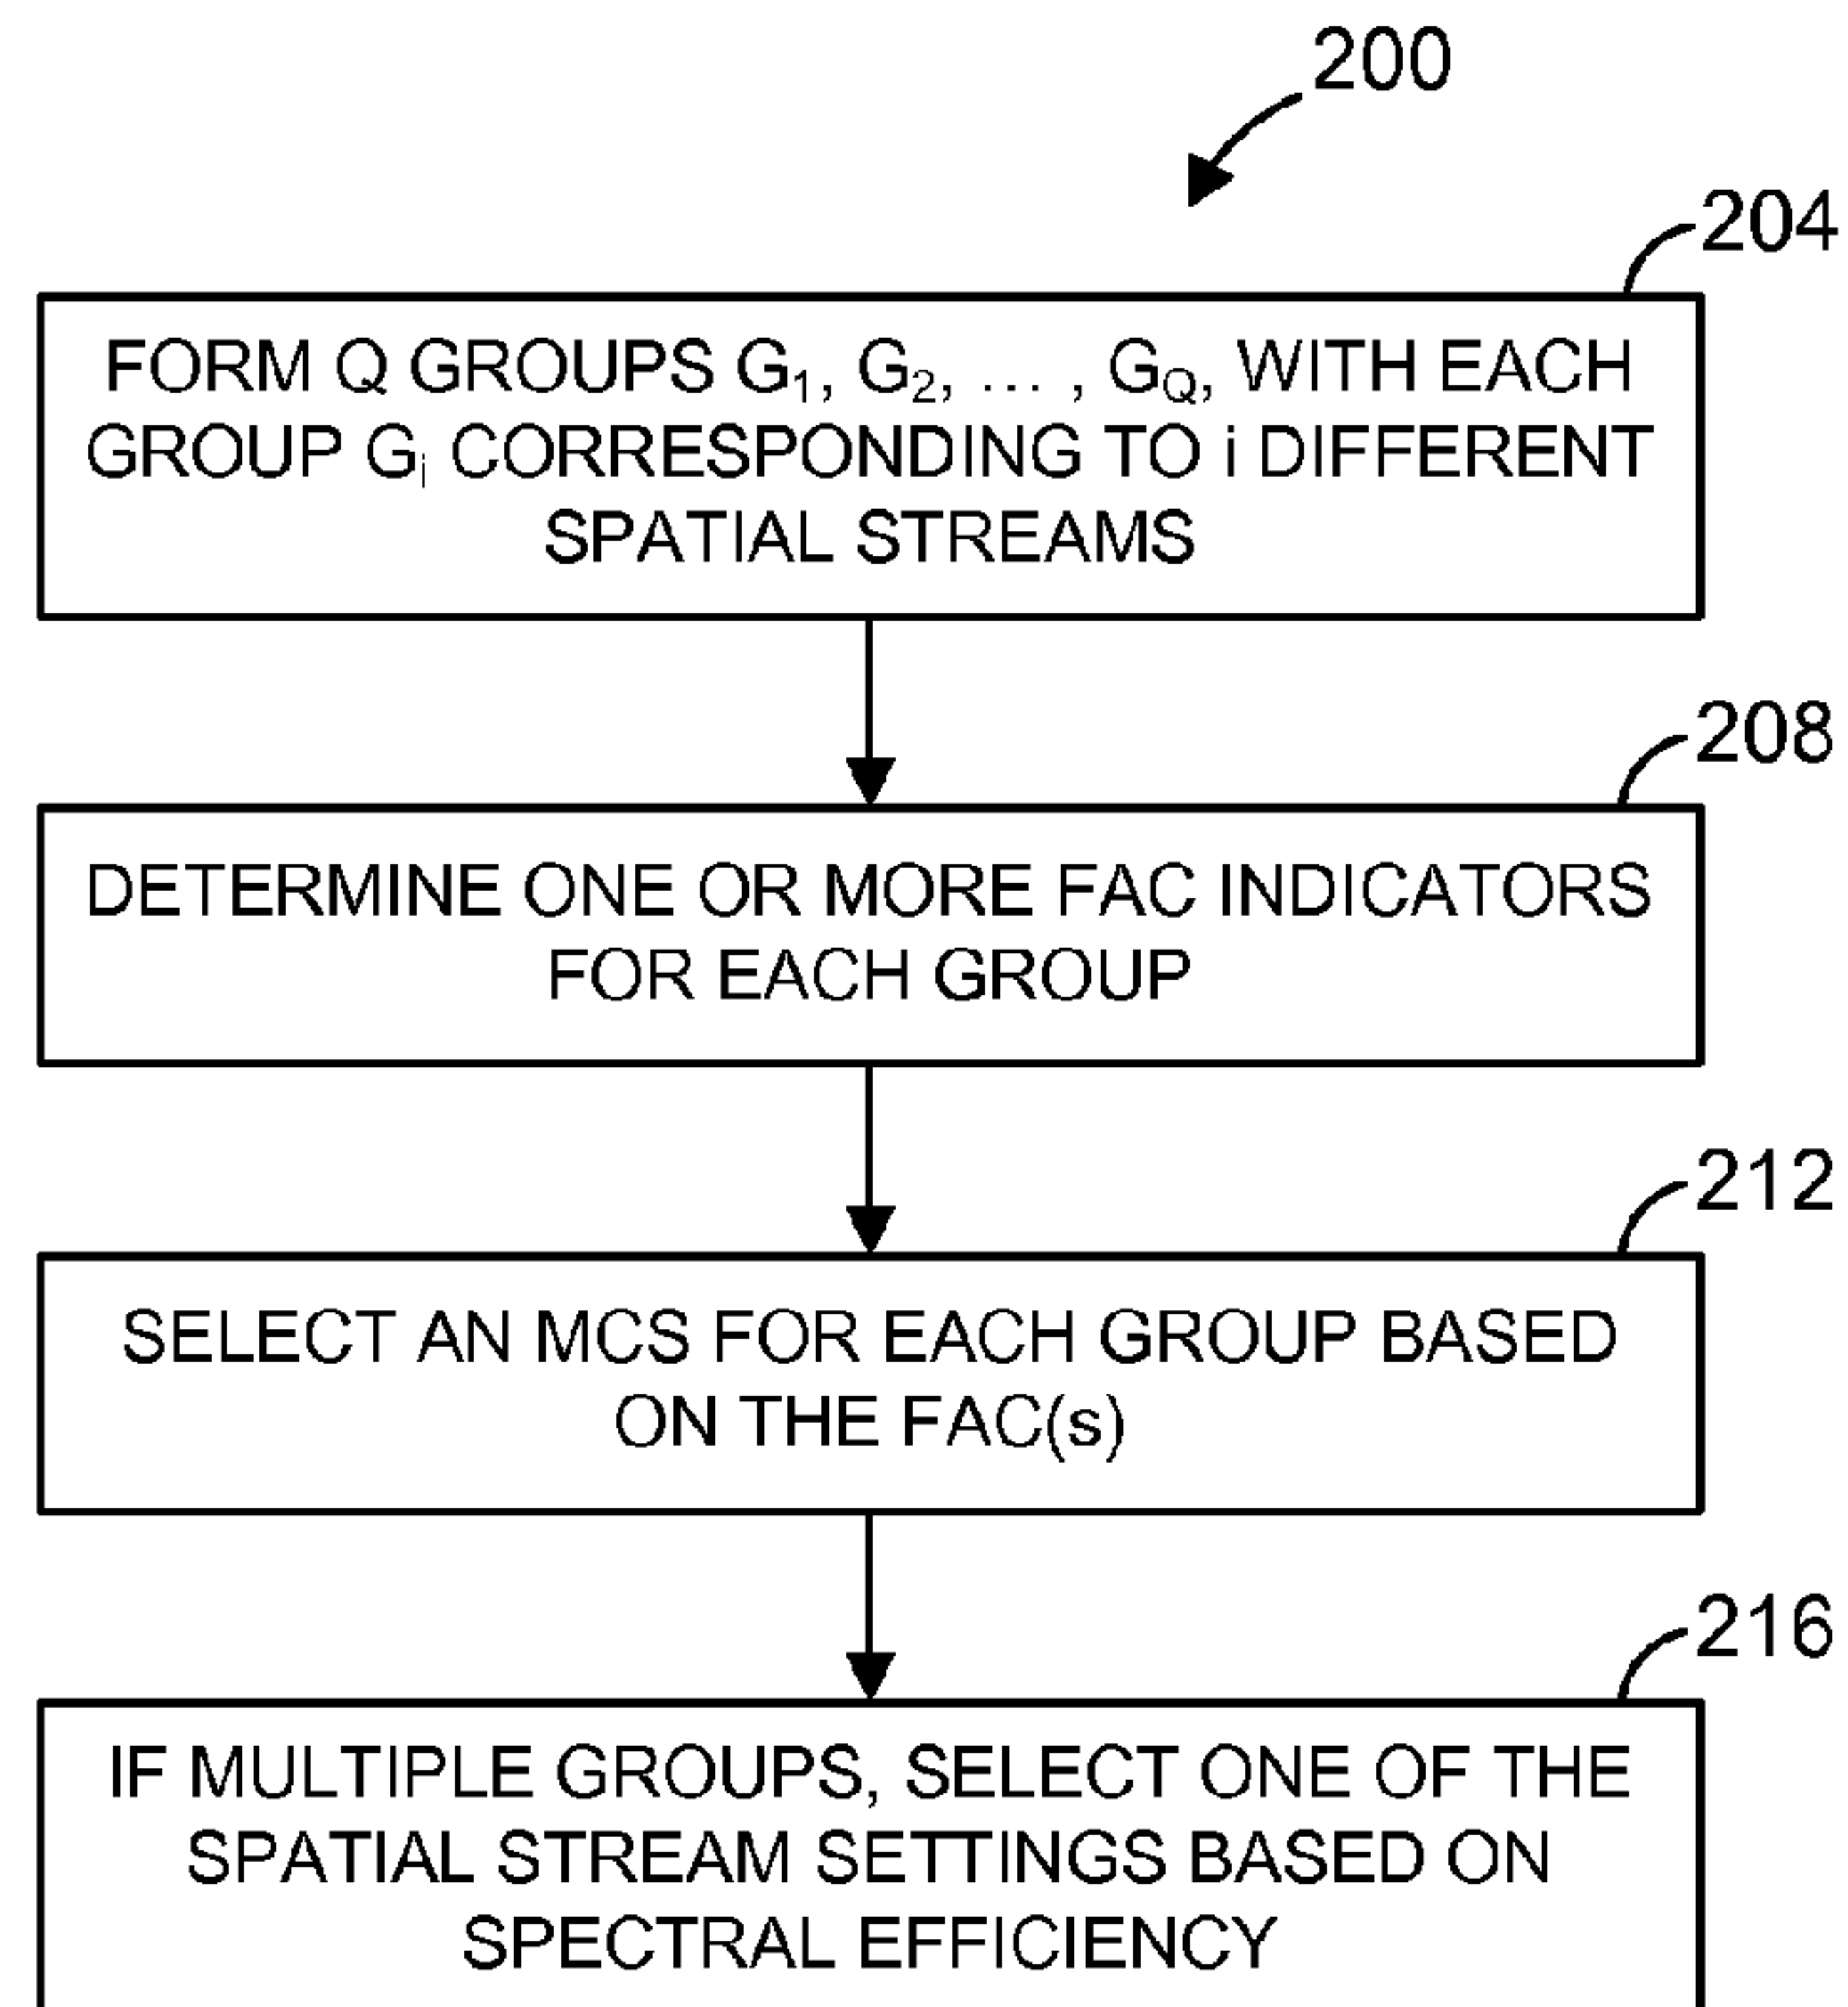 200
204
FORM Q GROUPS G₁, G₂, ... , G_Q, WITH EACH
GROUP Gᵢ CORRESPONDING TO i DIFFERENT
SPATIAL STREAMS
208
DETERMINE ONE OR MORE FAC INDICATORS
FOR EACH GROUP
212
SELECT AN MCS FOR EACH GROUP BASED
ON THE FAC(s)
216
IF MULTIPLE GROUPS, SELECT ONE OF THE
SPATIAL STREAM SETTINGS BASED ON
SPECTRAL EFFICIENCY